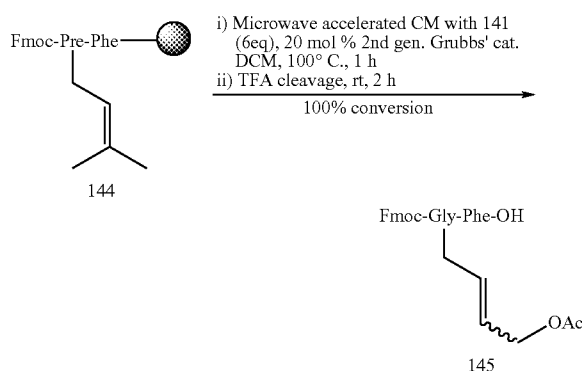 Fmoc-Pre-Phe
i) Microwave accelerated CM with 141
(6eq), 20 mol % 2nd gen. Grubbs' cat.
DCM, 100° C., 1 h
ii) TFA cleavage, rt, 2 h
100% conversion
144
Fmoc-Gly-Phe-OH
OAc
145